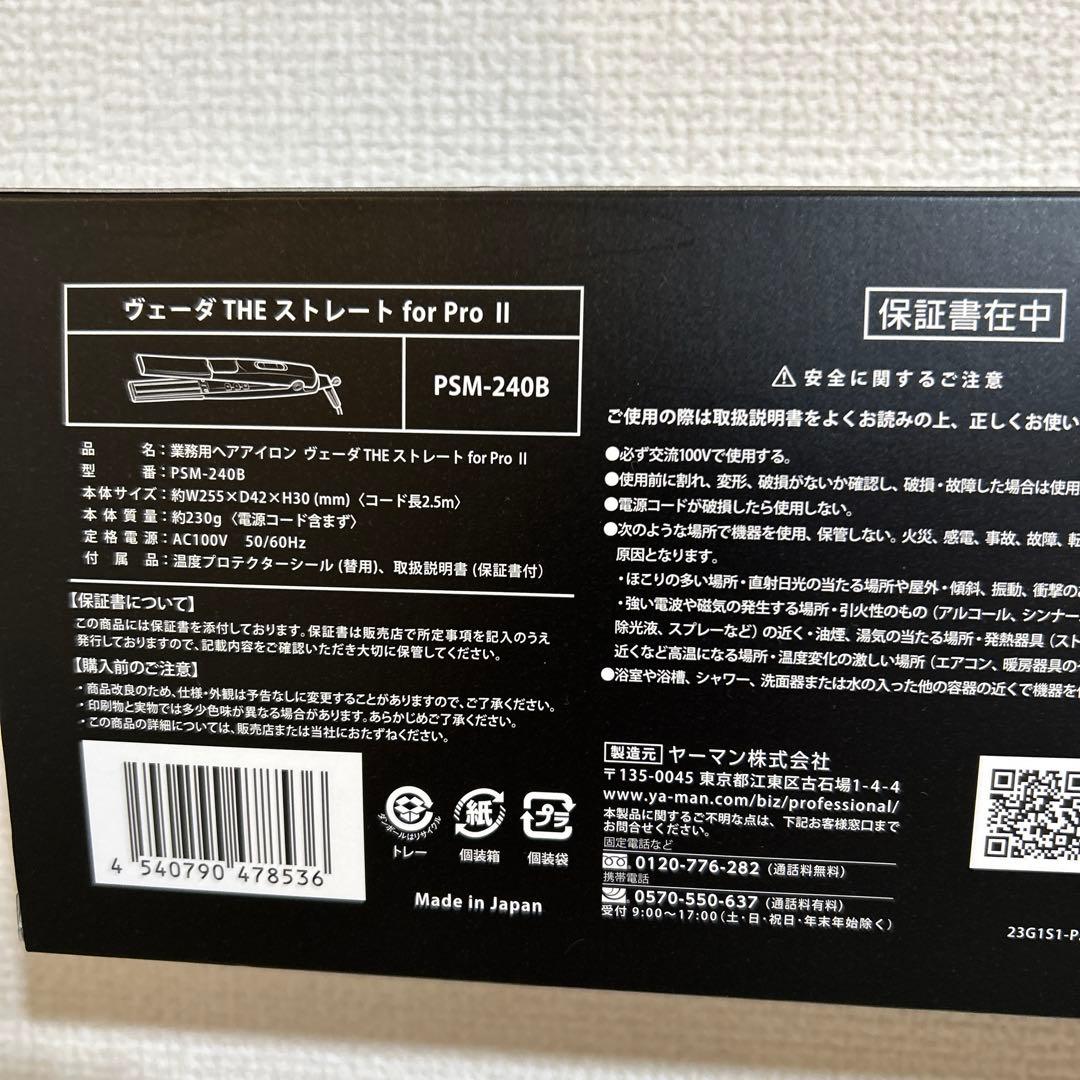 ヴェーダ THE ストレート for Pro II
PSM-240B
品 名：業務用ヘアアイロン ヴェーダ THE ストレート for Pro II
型 番：PSM-240B
本体サイズ：約W255×D42×H30 (mm)〈コード長2.5m〉
本体質量：約230g〈電源コード含まず〉
定格電源：AC100V 50/60Hz
付属品：温度プロテクターシール (替用)、取扱説明書 (保証書付)
【保証書について】
この商品には保証書を添付しております。保証書は販売店で所定事項を記入のうえ
発行しておりますので、記載内容をご確認いただき大切に保管してください。
【購入前のご注意】
・商品改良のため、仕様・外観は予告なしに変更することがありますので、ご了承ください。
・印刷物と実物では多少色味が異なる場合があります。あらかじめご了承ください。
・この商品の詳細については、販売店または当社におたずねください。
4 540790 478536
ダンボールはリサイクル
トレー
紙
個装箱
プラ
個装袋
Made in Japan
保証書在中
安全に関するご注意
ご使用の際は取扱説明書をよくお読みの上、正しくお使い
●必ず交流100Vで使用する。
●使用前に割れ、変形、破損がないか確認し、破損・故障した場合は使用
●電源コードが破損したら使用しない。
●次のような場所で機器を使用、保管しない。火災、感電、事故、故障、転
原因となります。
・ほこりの多い場所・直射日光の当たる場所や屋外・傾斜、振動、衝撃の
・強い電波や磁気の発生する場所・引火性のもの（アルコール、シンナー
除光液、スプレーなど）の近く・油煙、湯気の当たる場所・発熱器具（スト
近くなど高温になる場所・温度変化の激しい場所（エアコン、暖房器具の
●浴室や浴槽、シャワー、洗面器または水の入った他の容器の近くで機器を
製造元 ヤーマン株式会社
〒135-0045 東京都江東区古石場1-4-4
www.ya-man.com/biz/professional/
本製品に関するご不明な点は、下記お客様窓口まで
お問合せください。
固定電話など
0120-776-282（通話料無料）
携帯電話
0570-550-637（通話料有料）
受付 9:00〜17:00（土・日・祝日・年末年始除く）
23G1S1-P